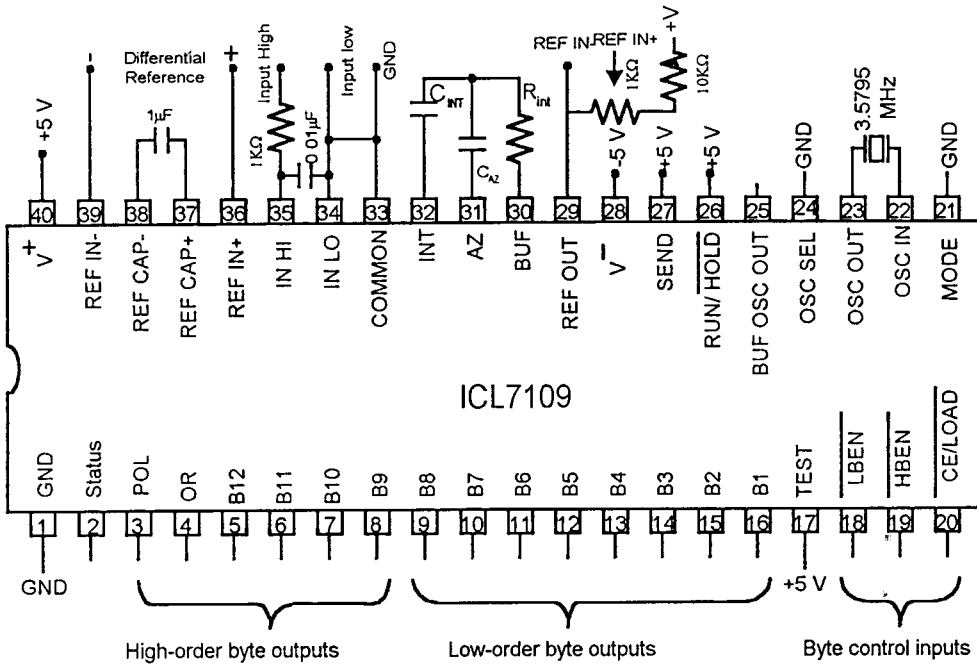 +5 V
-
Differential
Reference
1µF
+
Input High
1KΩ
0.01µF
Input low
GND
C INT
C AZ
R int
REF IN-
REF IN+
1KΩ
10KΩ
+V
-5 V
+5 V
+5 V
GND
3.5795
MHz
GND
40 39 38 37 36 35 34 33 32 31 30 29 28 27 26 25 24 23 22 21
V+
REF IN-
REF CAP-
REF CAP+
REF IN+
IN HI
IN LO
COMMON
INT
AZ
BUF
REF OUT
V-
SEND
RUN/ HOLD
BUF OSC OUT
OSC SEL
OSC OUT
OSC IN
MODE
ICL7109
GND
Status
POL
OR
B12
B11
B10
B9
B8
B7
B6
B5
B4
B3
B2
B1
TEST
LBEN
HBEN
CE/LOAD
1 2 3 4 5 6 7 8 9 10 11 12 13 14 15 16 17 18 19 20
GND
+5 V
High-order byte outputs
Low-order byte outputs
Byte control inputs